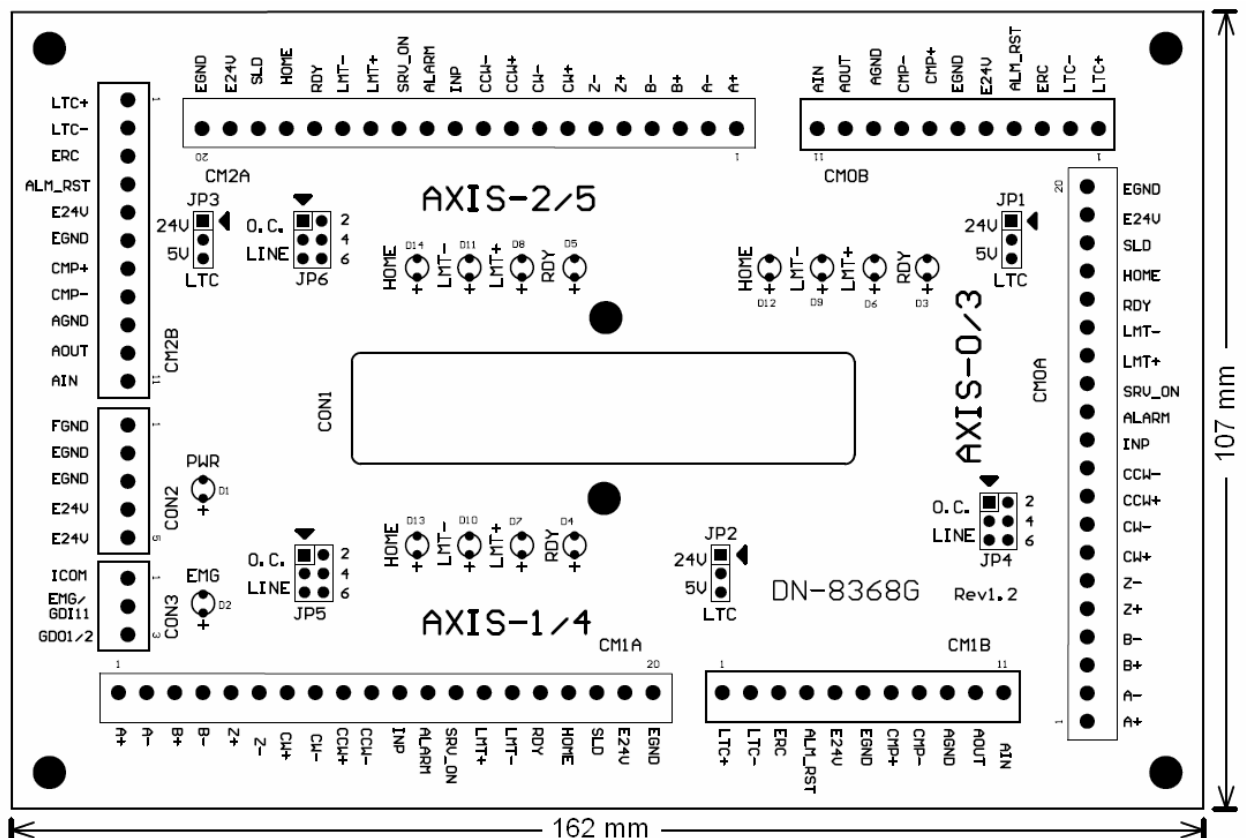 EGND E24V SLD HOME RDY LMT- LMT+ SRV_ON ALARM INP CCW- CCW+ CW- CW+ Z- Z+ B- B+ A- A+
20 1
CM2A
AIN AOUT AGND CMP- CMP+ EGND E24V ALM_RST ERC LTC- LTC+
11 1
CM0B
1
LTC+
LTC-
ERC
ALM_RST
E24V
EGND
CMP+
CMP-
AGND
AOUT
AIN
11
CM2B
JP3
24V
5V
LTC
O.C. 2
4
LINE 6
JP6
AXIS-2/5
HOME D14 LMT- D11 LMT+ D8 RDY D5
HOME D12 LMT- D9 LMT+ D6 RDY D3
JP1
24V
5V
LTC
AXIS-0/3
20
EGND
E24V
SLD
HOME
RDY
LMT-
LMT+
SRV_ON
ALARM
INP
CCW-
CCW+
CW-
CW+
Z-
Z+
B-
B+
A-
A+
1
CM0A
CON1
FGND 1
EGND
EGND
E24V
E24V 5
CON2
PWR
D1
ICOM 1
EMG/
GDI11
GDO1/2 3
CON3
EMG
D2
O.C. 2
4
LINE 6
JP5
HOME D13 LMT- D10 LMT+ D7 RDY D4
AXIS-1/4
JP2
24V
5V
LTC
O.C. 2
4
LINE 6
JP4
DN-8368G Rev1.2
CM1A
1 20
A+ A- B+ B- Z+ Z- CW+ CW- CCW+ CCW- INP ALARM SRV_ON LMT+ LMT- RDY HOME SLD E24V EGND
CM1B
1 11
LTC+ LTC- ERC ALM_RST E24V EGND CMP+ CMP- AGND AOUT AIN
107 mm
162 mm